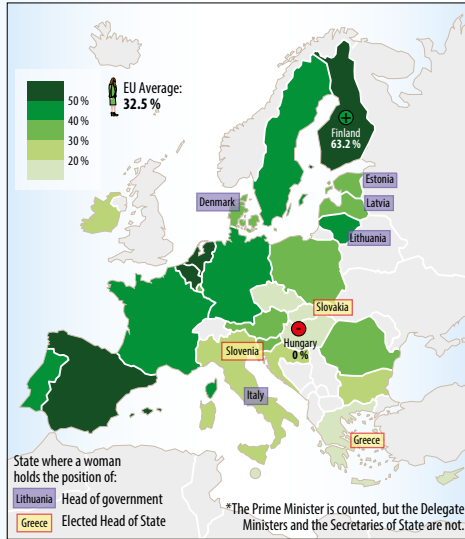 EU Average:
32.5 %
50 %
40 %
30 %
20 %
Finland
63.2 %
Estonia
Denmark
Latvia
Lithuania
Slovakia
Hungary
0 %
Slovenia
Italy
Greece
State where a woman
holds the position of:
Lithuania Head of government
Greece Elected Head of State
*The Prime Minister is counted, but the Delegate
Ministers and the Secretaries of State are not.